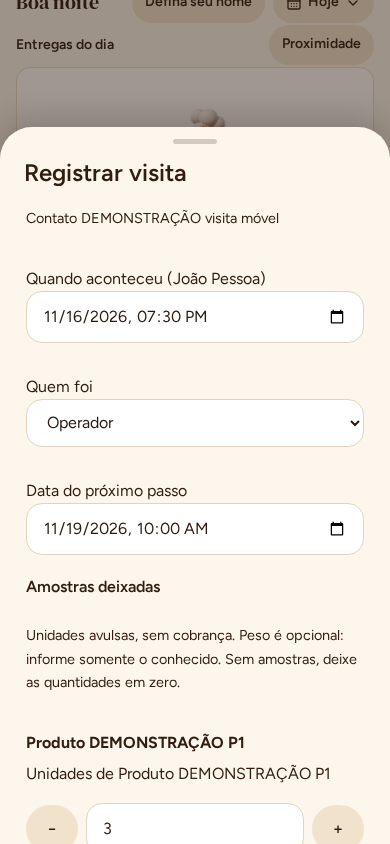 Boa noite
Defina seu nome
Hoje
Entregas do dia
Proximidade
Registrar visita
Contato DEMONSTRAÇÃO visita móvel
Quando aconteceu (João Pessoa)
11/16/2026, 07:30 PM
Quem foi
Operador
Data do próximo passo
11/19/2026, 10:00 AM
Amostras deixadas
Unidades avulsas, sem cobrança. Peso é opcional:
informe somente o conhecido. Sem amostras, deixe
as quantidades em zero.
Produto DEMONSTRAÇÃO P1
Unidades de Produto DEMONSTRAÇÃO P1
- 3 +